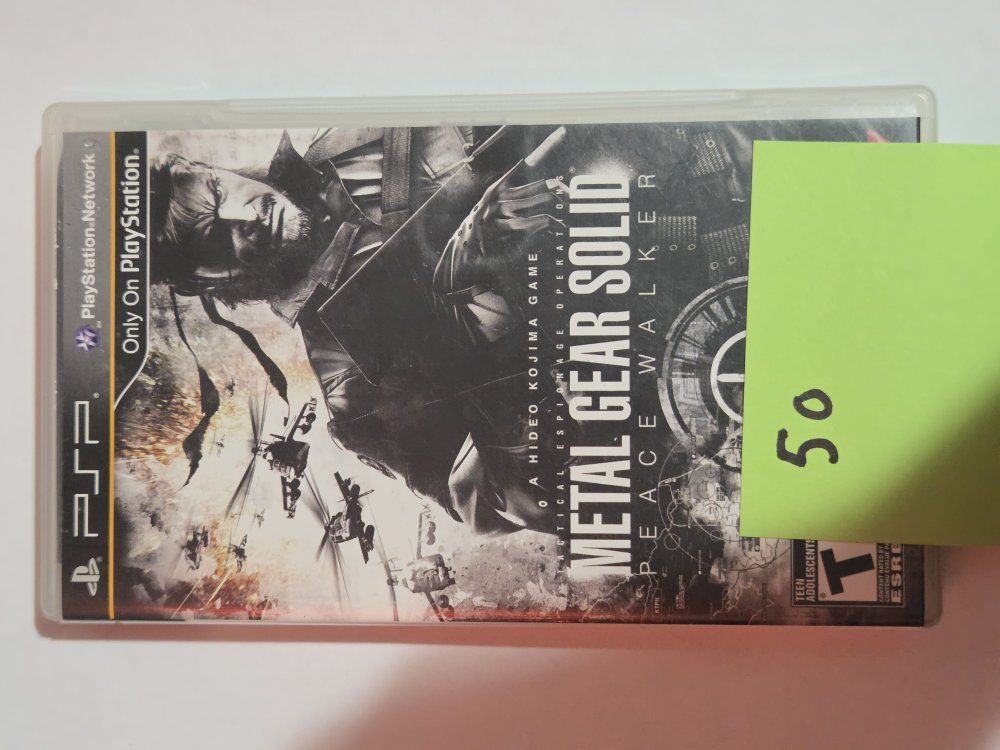 PSP
PlayStation®Network
Only On PlayStation®
A HIDEO KOJIMA GAME
TACTICAL ESPIONAGE OPERATIONS
METAL GEAR SOLID®
PEACE WALKER
TEEN
ADOLESCENTS
T
ESRB
50